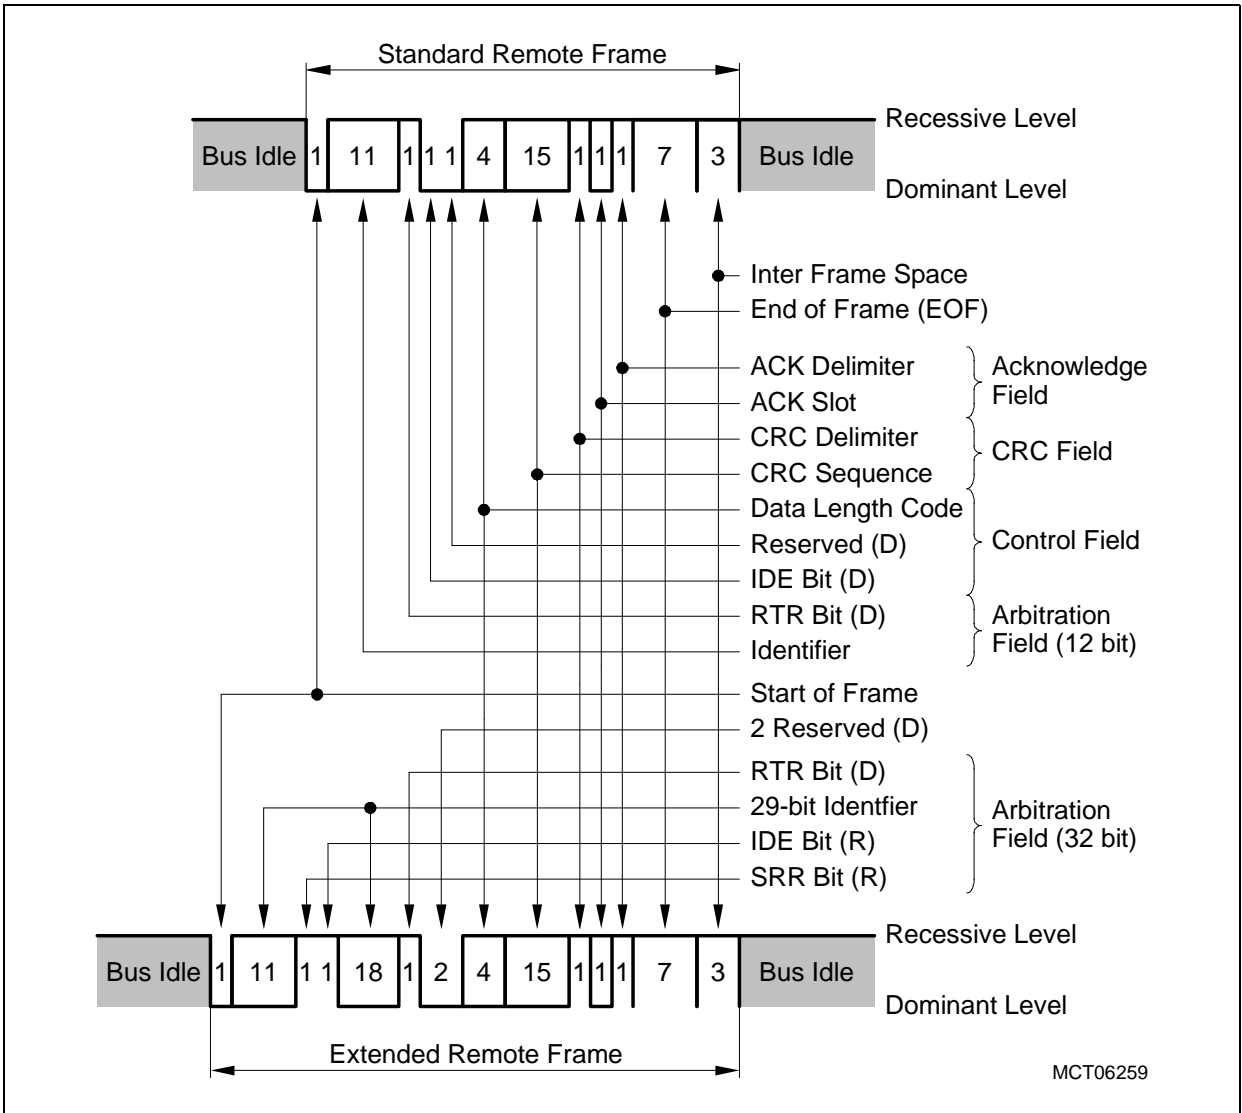 Standard Remote Frame
Recessive Level
Bus Idle 1 11 1 1 1 4 15 1 1 1 7 3 Bus Idle
Dominant Level
Inter Frame Space
End of Frame (EOF)
ACK Delimiter
ACK Slot
Acknowledge
Field
CRC Delimiter
CRC Sequence
CRC Field
Data Length Code
Reserved (D)
IDE Bit (D)
Control Field
RTR Bit (D)
Identifier
Arbitration
Field (12 bit)
Start of Frame
2 Reserved (D)
RTR Bit (D)
29-bit Identfier
IDE Bit (R)
SRR Bit (R)
Arbitration
Field (32 bit)
Recessive Level
Bus Idle 1 11 1 1 18 1 2 4 15 1 1 1 7 3 Bus Idle
Dominant Level
Extended Remote Frame
MCT06259